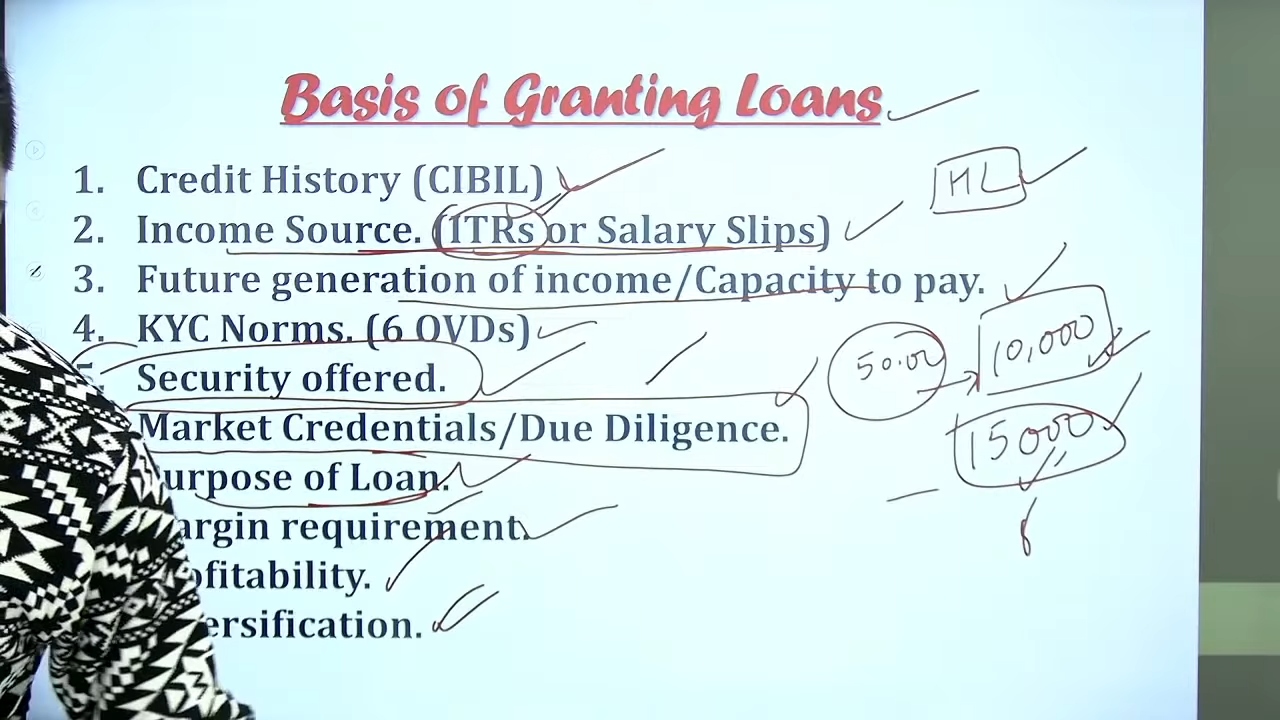 Basis of Granting Loans
1. Credit History (CIBIL)
2. Income Source. (ITRs or Salary Slips)
3. Future generation of income/Capacity to pay.
4. KYC Norms. (6 OVDs)
Security offered.
Market Credentials/Due Diligence.
urpose of Loan.
argin requirement.
ofitability.
ersification.
HL
50.00
10,000
15000